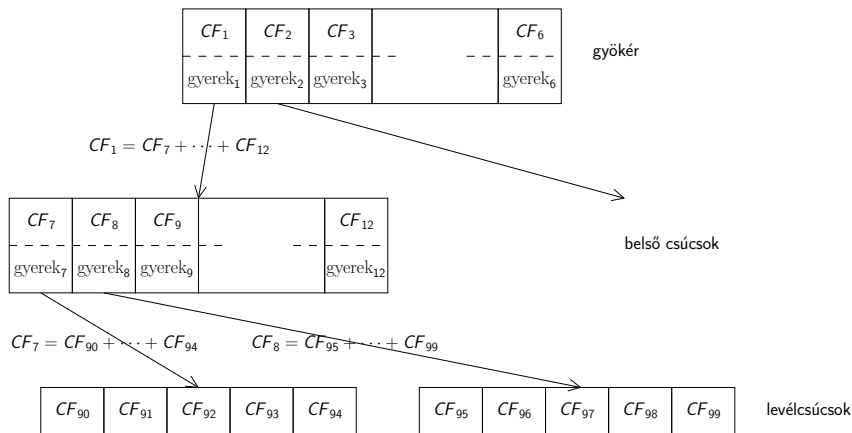 CF₁ CF₂ CF₃ CF₆
gyerek₁ gyerek₂ gyerek₃ gyerek₆
gyökér
CF₁ = CF₇ + ··· + CF₁₂
CF₇ CF₈ CF₉ CF₁₂
gyerek₇ gyerek₈ gyerek₉ gyerek₁₂
belső csúcsok
CF₇ = CF₉₀ + ··· + CF₉₄
CF₈ = CF₉₅ + ··· + CF₉₉
CF₉₀ CF₉₁ CF₉₂ CF₉₃ CF₉₄
CF₉₅ CF₉₆ CF₉₇ CF₉₈ CF₉₉
levélcsúcsok